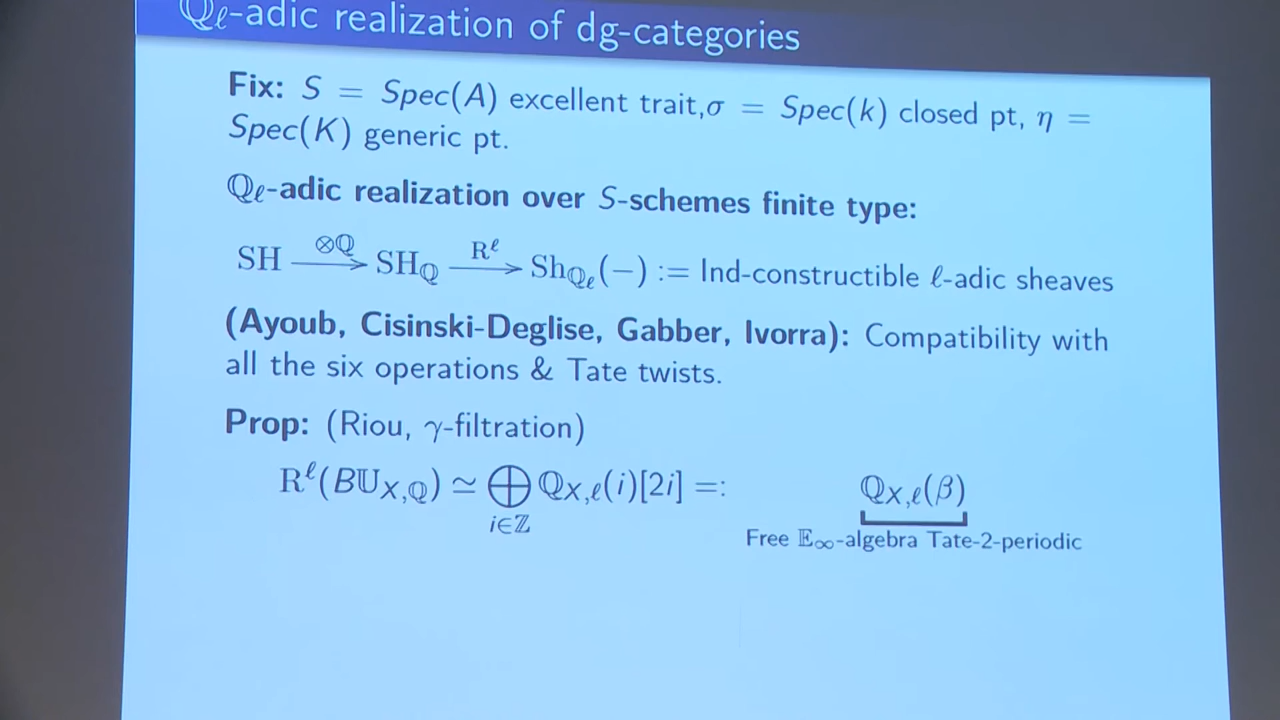 ℚℓ-adic realization of dg-categories
Fix: S = Spec(A) excellent trait,σ = Spec(k) closed pt, η =
Spec(K) generic pt.
ℚℓ-adic realization over S-schemes finite type:
SH —⊗ℚ→ SH_ℚ —R^ℓ→ Sh_ℚℓ(−) := Ind-constructible ℓ-adic sheaves
(Ayoub, Cisinski-Deglise, Gabber, Ivorra): Compatibility with
all the six operations & Tate twists.
Prop: (Riou, γ-filtration)
R^ℓ(B𝕌_X,ℚ) ≃ ⊕_{i∈ℤ} ℚ_X,ℓ(i)[2i] =: ℚ_X,ℓ(β)
Free 𝔼_∞-algebra Tate-2-periodic